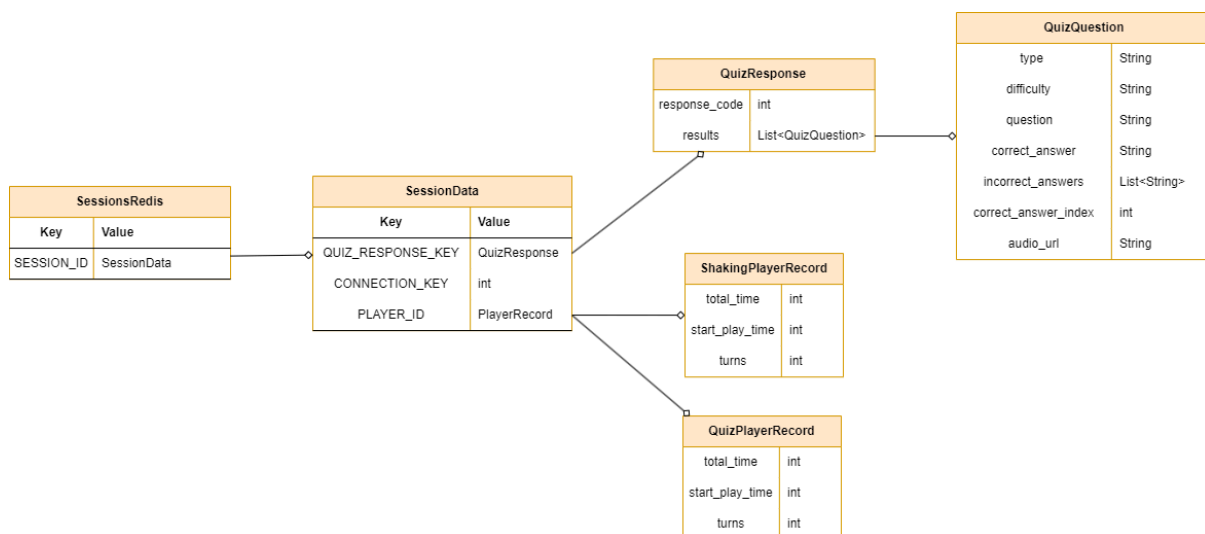 SessionsRedis
Key Value
SESSION_ID SessionData
SessionData
Key Value
QUIZ_RESPONSE_KEY QuizResponse
CONNECTION_KEY int
PLAYER_ID PlayerRecord
QuizResponse
response_code int
results List<QuizQuestion>
QuizQuestion
type String
difficulty String
question String
correct_answer String
incorrect_answers List<String>
correct_answer_index int
audio_url String
ShakingPlayerRecord
total_time int
start_play_time int
turns int
QuizPlayerRecord
total_time int
start_play_time int
turns int